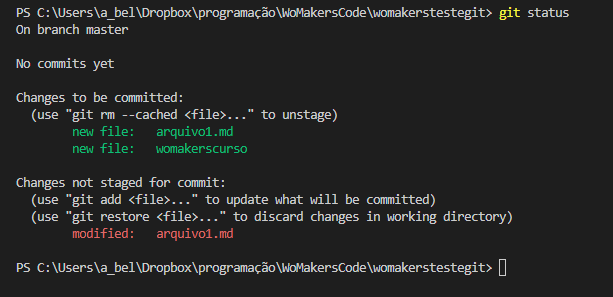 PS C:\Users\a_bel\Dropbox\programação\WoMakersCode\womakerstestegit> git status
On branch master

No commits yet

Changes to be committed:
  (use "git rm --cached <file>..." to unstage)
        new file:   arquivo1.md
        new file:   womakerscurso

Changes not staged for commit:
  (use "git add <file>..." to update what will be committed)
  (use "git restore <file>..." to discard changes in working directory)
        modified:   arquivo1.md

PS C:\Users\a_bel\Dropbox\programação\WoMakersCode\womakerstestegit>